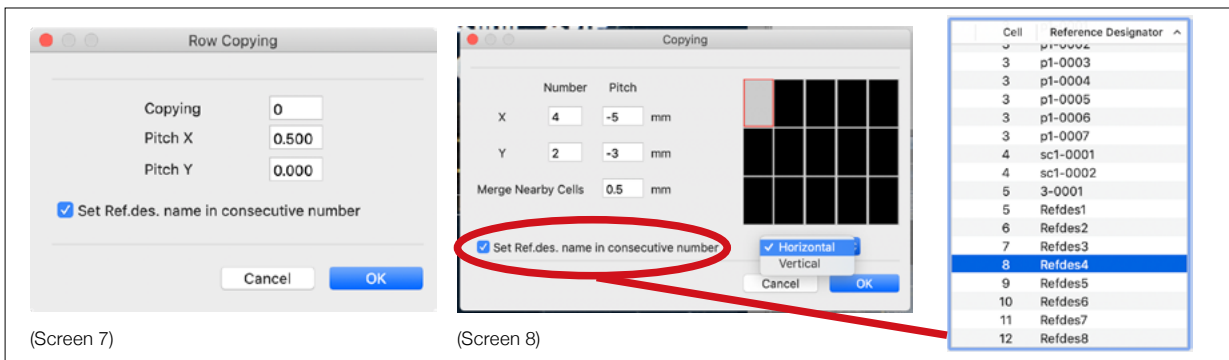 Row Copying
Copying 0
Pitch X 0.500
Pitch Y 0.000
Set Ref.des. name in consecutive number
Cancel OK
(Screen 7)
Copying
Number Pitch
X 4 -5 mm
Y 2 -3 mm
Merge Nearby Cells 0.5 mm
Set Ref.des. name in consecutive number
Horizontal
Vertical
Cancel OK
(Screen 8)
Cell Reference Designator
3 p1-0002
3 p1-0003
3 p1-0004
3 p1-0005
3 p1-0006
3 p1-0007
4 sc1-0001
4 sc1-0002
5 3-0001
5 Refdes1
6 Refdes2
7 Refdes3
8 Refdes4
9 Refdes5
10 Refdes6
11 Refdes7
12 Refdes8